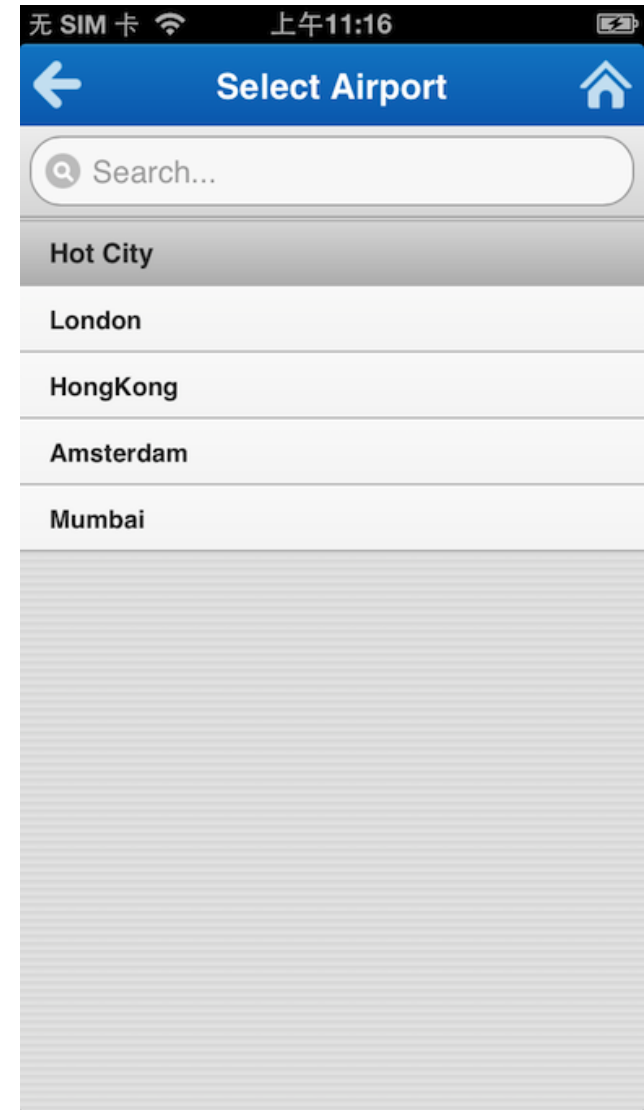 无 SIM 卡 上午11:16
Select Airport
Search...
Hot City
London
HongKong
Amsterdam
Mumbai